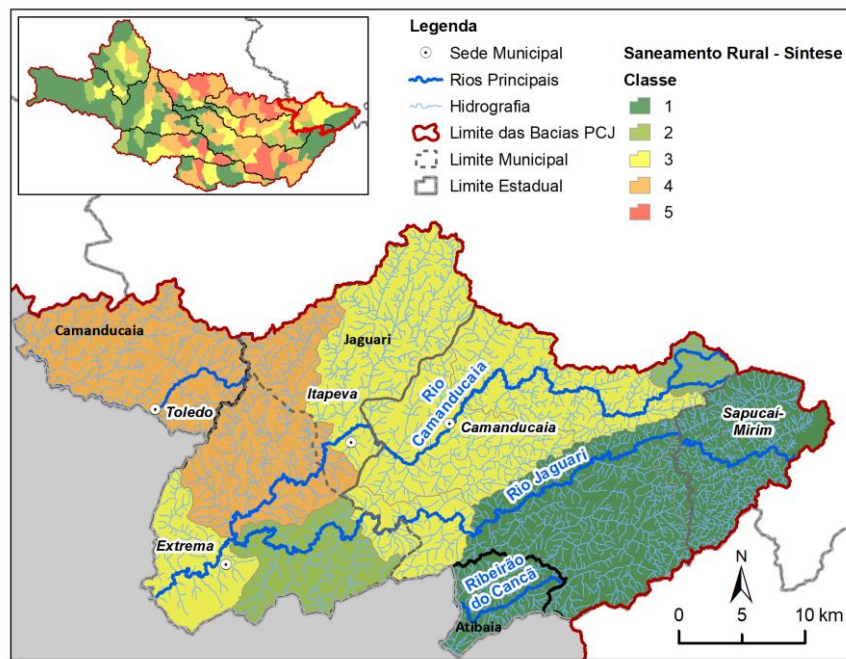 Legenda
Sede Municipal
Rios Principais
Hidrografia
Limite das Bacias PCJ
Limite Municipal
Limite Estadual
Saneamento Rural - Síntese
Classe
1
2
3
4
5
Camanducaia
Jaguari
Toledo
Itapeva
Rio
Camanducaia
Camanducaia
Sapucaí-
Mirim
Rio Jaguari
Extrema
Ribeirão
do Cancã
Atibaia
N
0 5 10 km